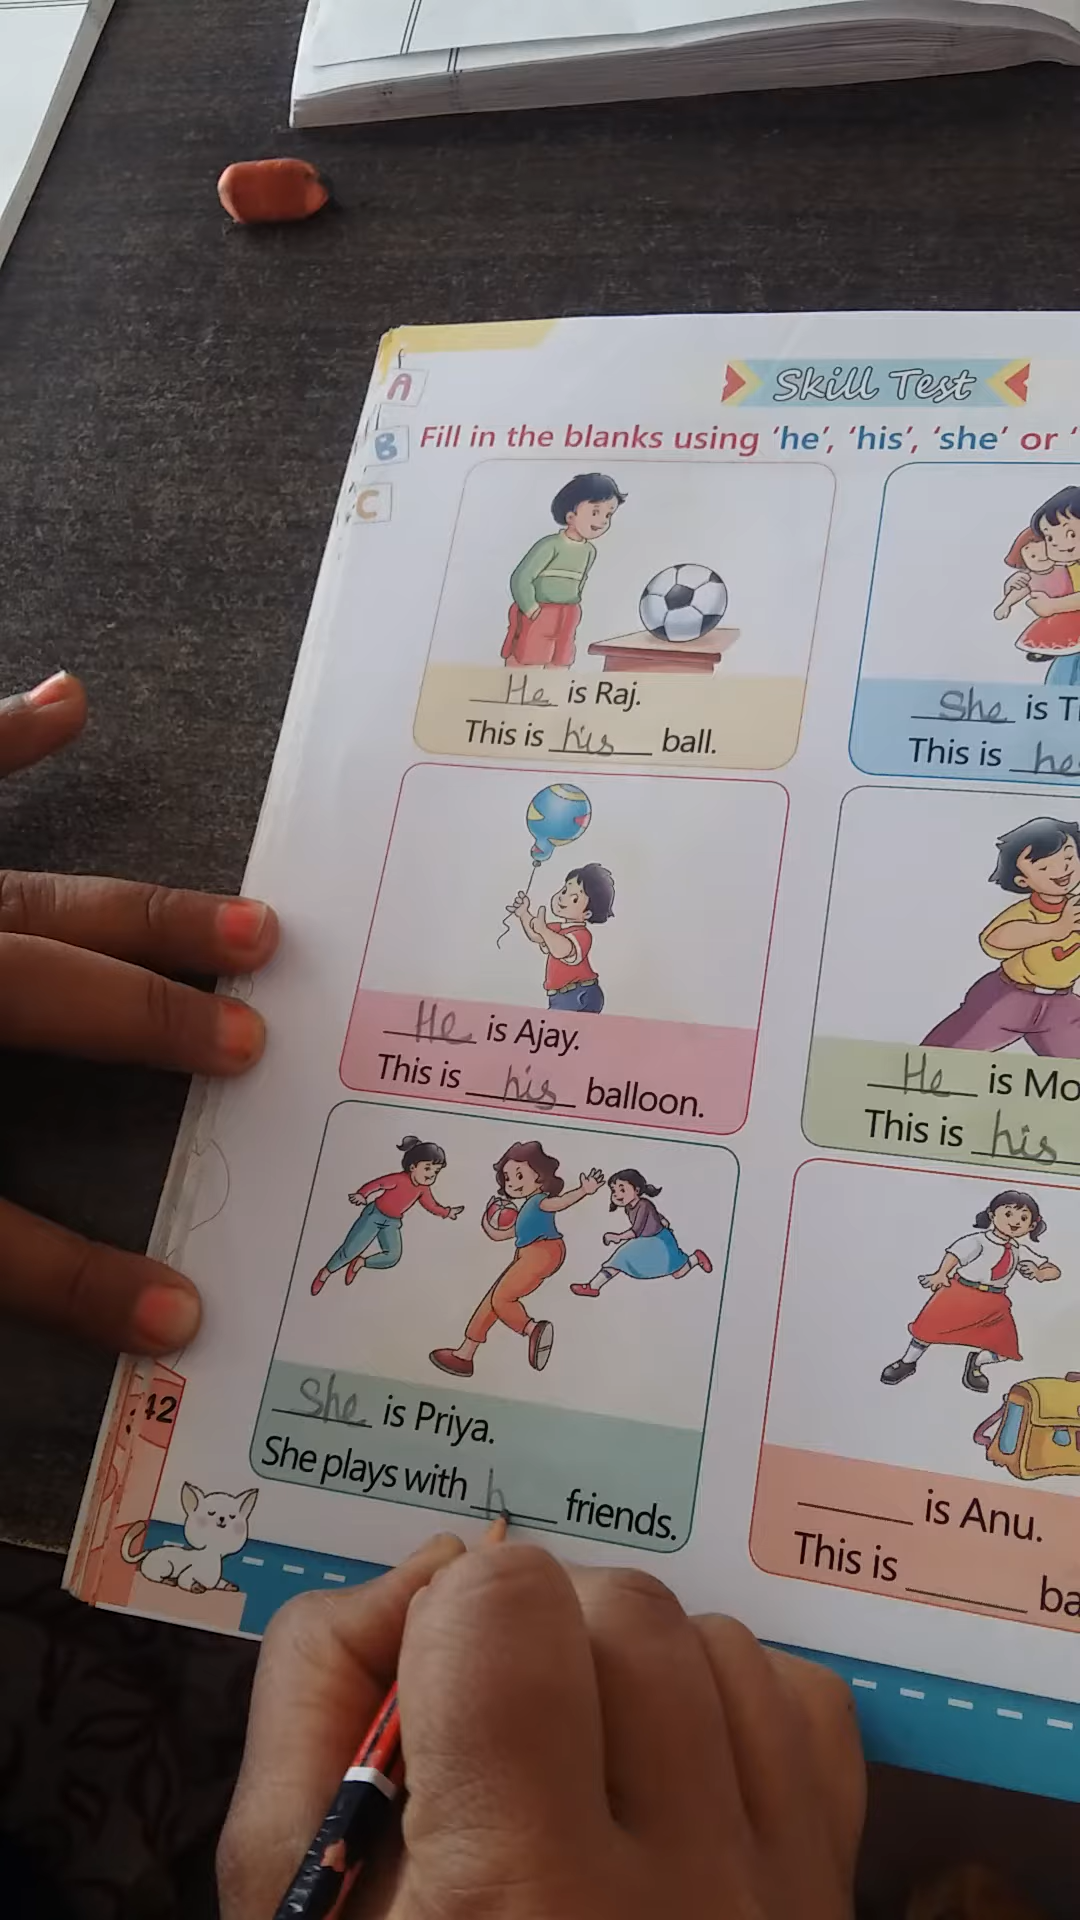 A
B
C
Skill Test
Fill in the blanks using 'he', 'his', 'she' or '
He is Raj.
This is his ball.
She is T
This is he
He is Ajay.
This is his balloon.
He is Mo
This is his
She is Priya.
She plays with h friends.
____ is Anu.
This is ____ ba
42